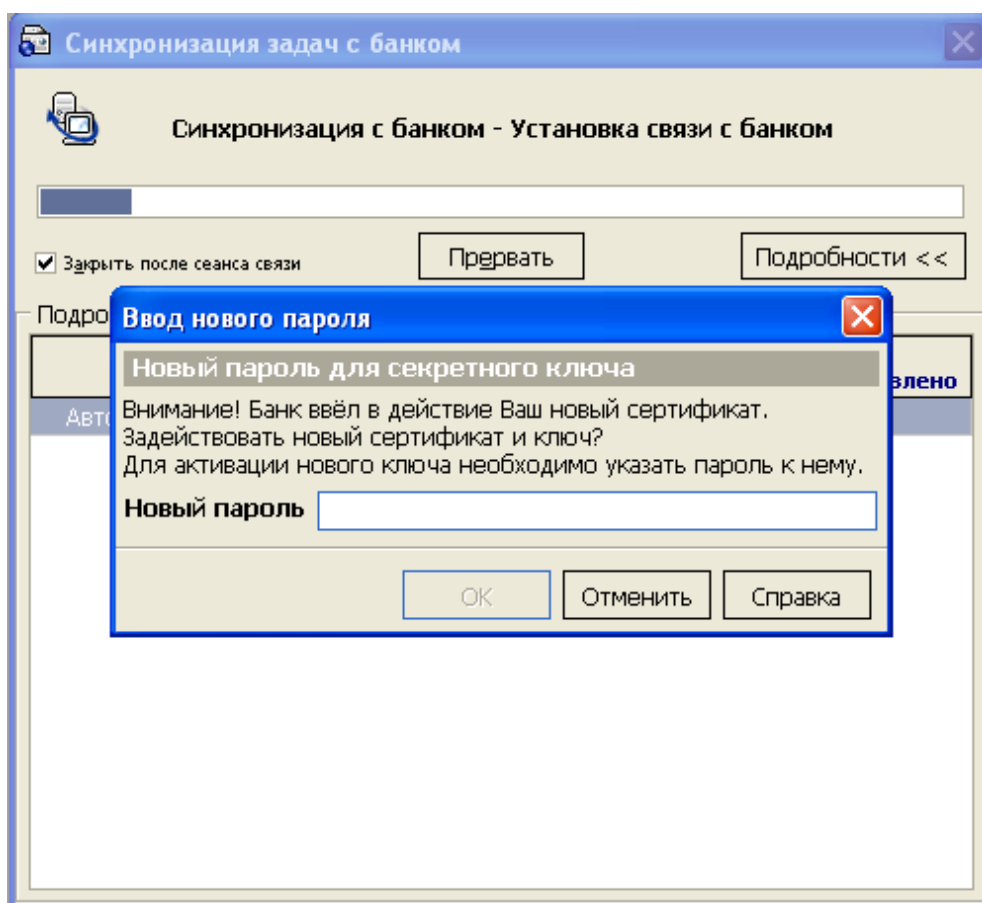 Синхронизация задач с банком
Синхронизация с банком - Установка связи с банком
Закрыть после сеанса связи
Прервать
Подробности <<
Ввод нового пароля
Новый пароль для секретного ключа
Внимание! Банк ввёл в действие Ваш новый сертификат.
Задействовать новый сертификат и ключ?
Для активации нового ключа необходимо указать пароль к нему.
Новый пароль
ОК
Отменить
Справка